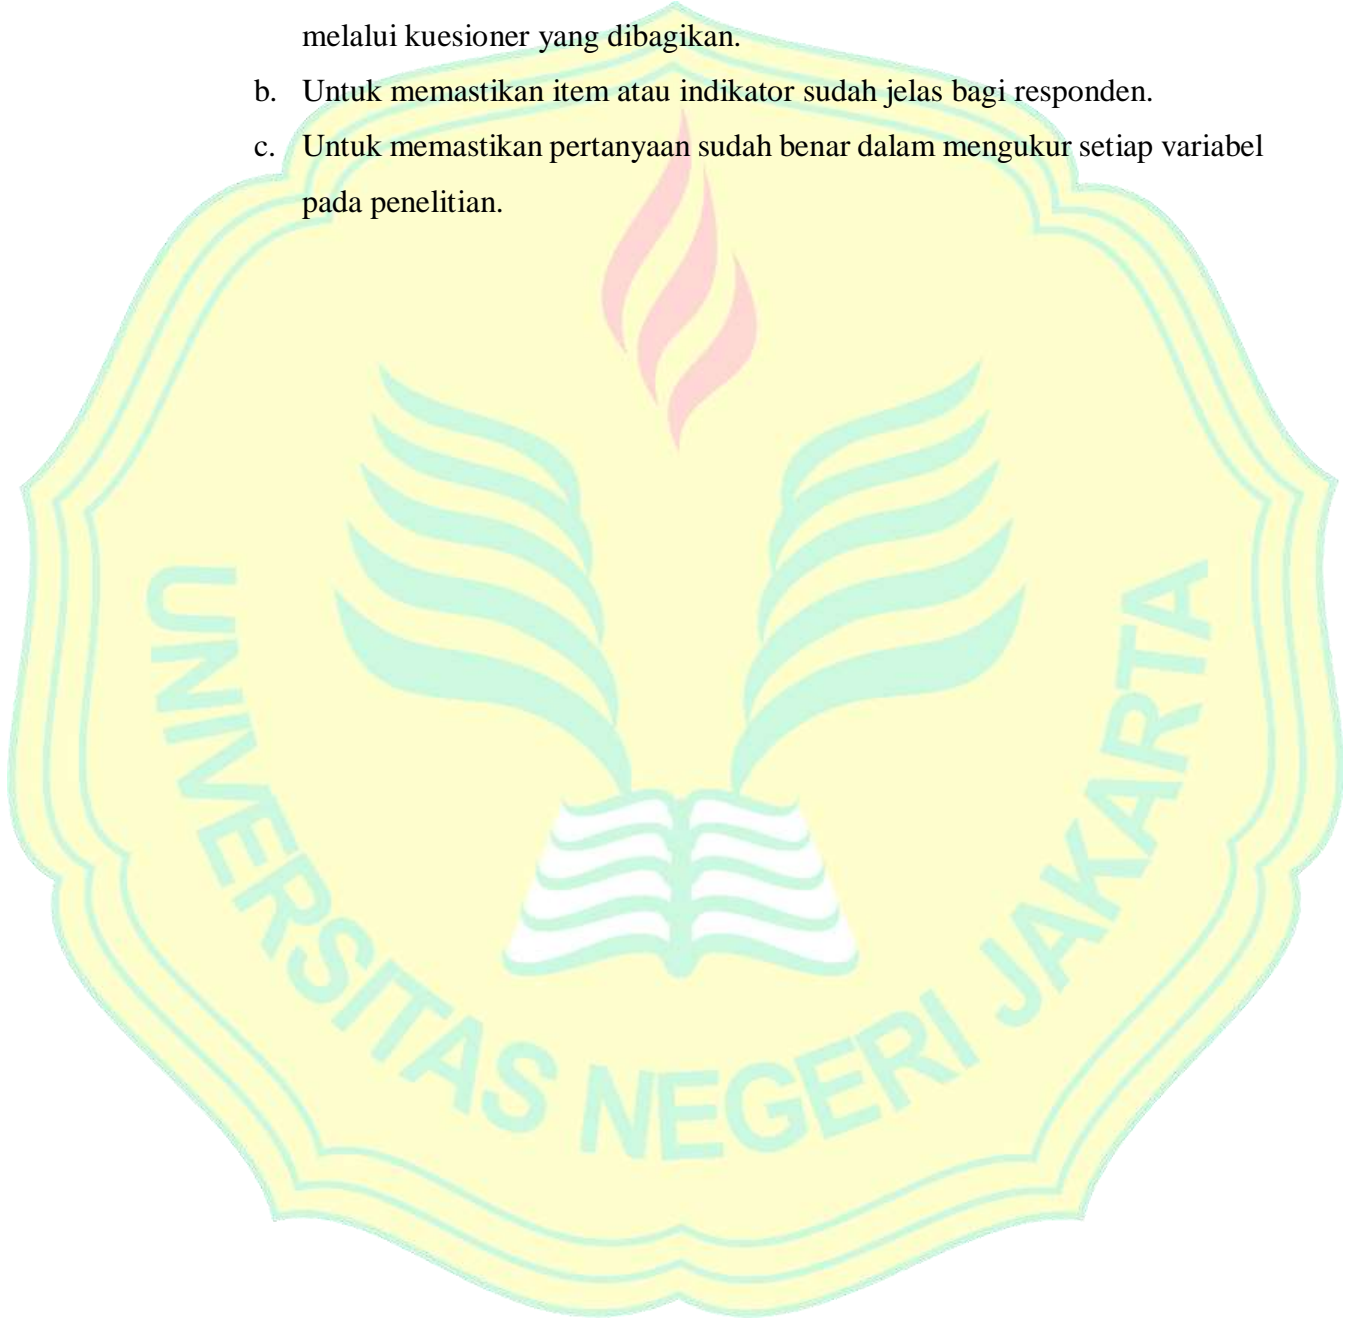 melalui kuesioner yang dibagikan.
b. Untuk memastikan item atau indikator sudah jelas bagi responden.
c. Untuk memastikan pertanyaan sudah benar dalam mengukur setiap variabel
pada penelitian.
UNIVERSITAS NEGERI JAKARTA